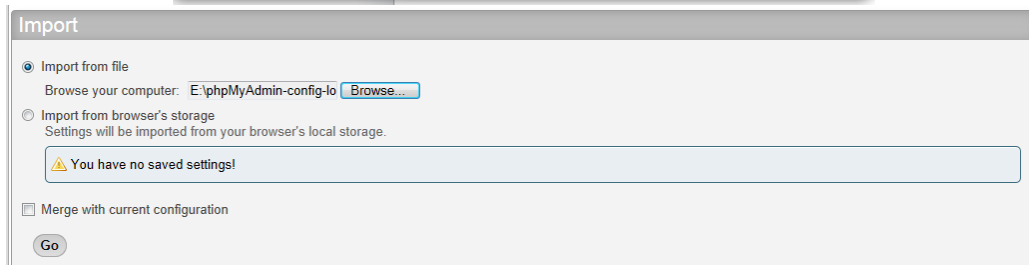 Import
Import from file
Browse your computer: E:\phpMyAdmin-config-lo Browse...
Import from browser's storage
Settings will be imported from your browser's local storage.
You have no saved settings!
Merge with current configuration
Go